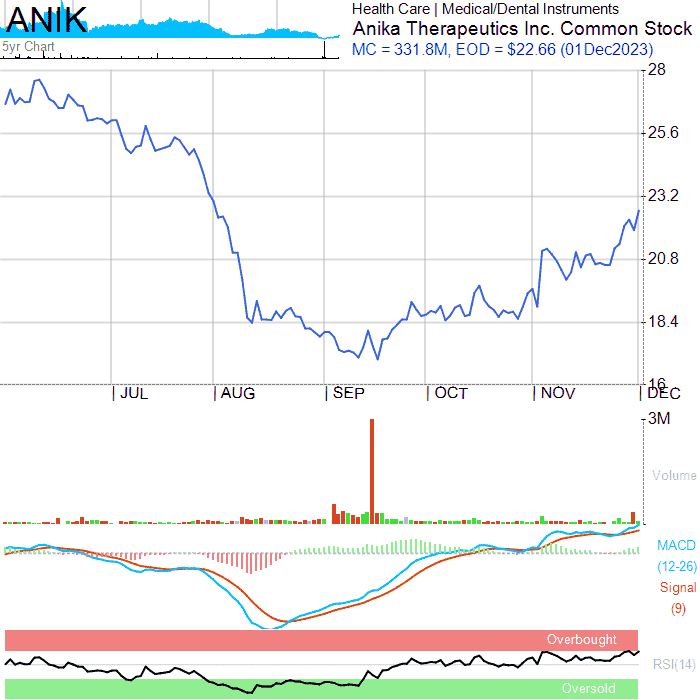 ANIK
5yr Chart
Health Care | Medical/Dental Instruments
Anika Therapeutics Inc. Common Stock
MC = 331.8M, EOD = $22.66 (01Dec2023)
28
25.6
23.2
20.8
18.4
16
JUL AUG SEP OCT NOV DEC
3M
Volume
MACD
(12-26)
Signal
(9)
Overbought
RSI(14)
Oversold